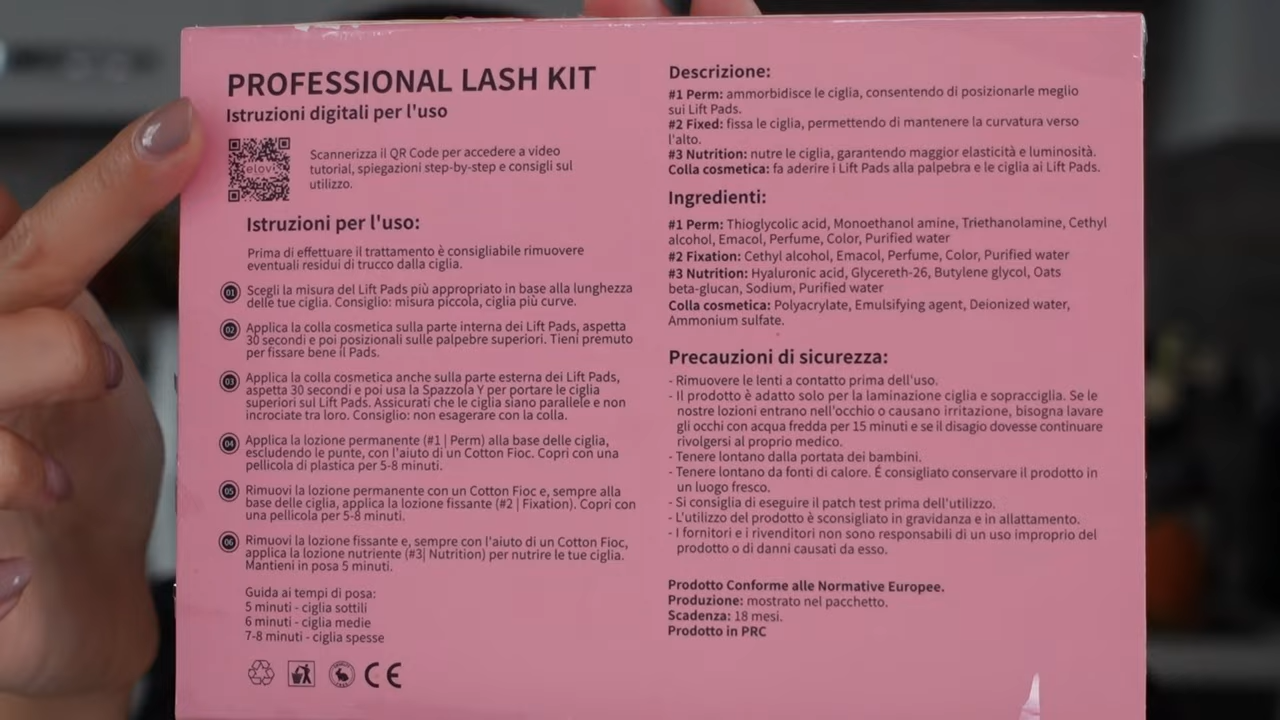 PROFESSIONAL LASH KIT
Istruzioni digitali per l'uso
elovi
Scannerizza il QR Code per accedere a video
tutorial, spiegazioni step-by-step e consigli sul
utilizzo.
Istruzioni per l'uso:
Prima di effettuare il trattamento è consigliabile rimuovere
eventuali residui di trucco dalla ciglia.
01 Scegli la misura del Lift Pads più appropriato in base alla lunghezza
delle tue ciglia. Consiglio: misura piccola, ciglia più curve.
02 Applica la colla cosmetica sulla parte interna dei Lift Pads, aspetta
30 secondi e poi posizionali sulle palpebre superiori. Tieni premuto
per fissare bene il Pads.
03 Applica la colla cosmetica anche sulla parte esterna dei Lift Pads,
aspetta 30 secondi e poi usa la Spazzola Y per portare le ciglia
superiori sul Lift Pads. Assicurati che le ciglia siano parallele e non
incrociate tra loro. Consiglio: non esagerare con la colla.
04 Applica la lozione permanente (#1 | Perm) alla base delle ciglia,
escludendo le punte, con l'aiuto di un Cotton Fioc. Copri con una
pellicola di plastica per 5-8 minuti.
05 Rimuovi la lozione permanente con un Cotton Fioc e, sempre alla
base delle ciglia, applica la lozione fissante (#2 | Fixation). Copri con
una pellicola per 5-8 minuti.
06 Rimuovi la lozione fissante e, sempre con l'aiuto di un Cotton Fioc,
applica la lozione nutriente (#3| Nutrition) per nutrire le tue ciglia.
Mantieni in posa 5 minuti.
Guida ai tempi di posa:
5 minuti - ciglia sottili
6 minuti - ciglia medie
7-8 minuti - ciglia spesse
CE
Descrizione:
#1 Perm: ammorbidisce le ciglia, consentendo di posizionarle meglio
sui Lift Pads.
#2 Fixed: fissa le ciglia, permettendo di mantenere la curvatura verso
l'alto.
#3 Nutrition: nutre le ciglia, garantendo maggior elasticità e luminosità.
Colla cosmetica: fa aderire i Lift Pads alla palpebra e le ciglia ai Lift Pads.
Ingredienti:
#1 Perm: Thioglycolic acid, Monoethanol amine, Triethanolamine, Cethyl
alcohol, Emacol, Perfume, Color, Purified water
#2 Fixation: Cethyl alcohol, Emacol, Perfume, Color, Purified water
#3 Nutrition: Hyaluronic acid, Glycereth-26, Butylene glycol, Oats
beta-glucan, Sodium, Purified water
Colla cosmetica: Polyacrylate, Emulsifying agent, Deionized water,
Ammonium sulfate.
Precauzioni di sicurezza:
- Rimuovere le lenti a contatto prima dell'uso.
- Il prodotto è adatto solo per la laminazione ciglia e sopracciglia. Se le
nostre lozioni entrano nell'occhio o causano irritazione, bisogna lavare
gli occhi con acqua fredda per 15 minuti e se il disagio dovesse continuare
rivolgersi al proprio medico.
- Tenere lontano dalla portata dei bambini.
- Tenere lontano da fonti di calore. É consigliato conservare il prodotto in
un luogo fresco.
- Si consiglia di eseguire il patch test prima dell'utilizzo.
- L'utilizzo del prodotto è sconsigliato in gravidanza e in allattamento.
- I fornitori e i rivenditori non sono responsabili di un uso improprio del
prodotto o di danni causati da esso.
Prodotto Conforme alle Normative Europee.
Produzione: mostrato nel pacchetto.
Scadenza: 18 mesi.
Prodotto in PRC